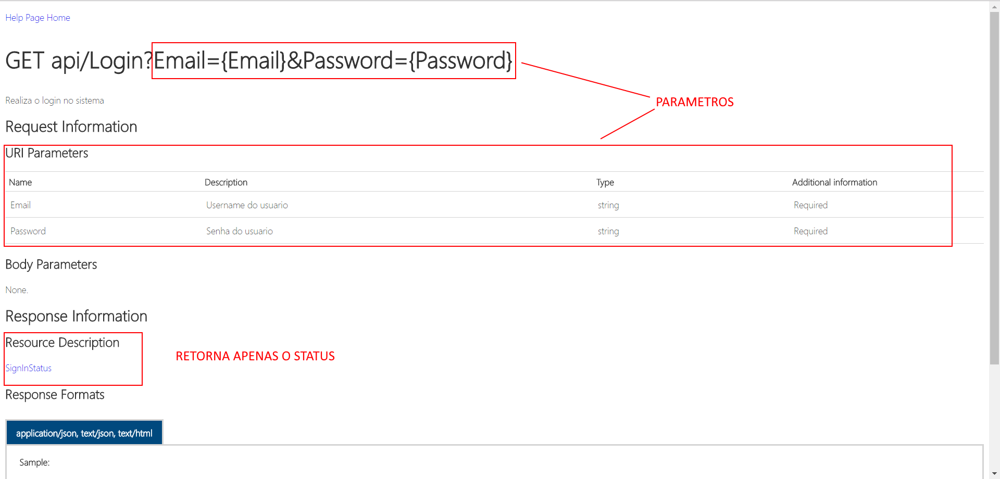 Help Page Home
GET api/Login?Email={Email}&Password={Password}
PARAMETROS
Realiza o login no sistema
Request Information
URI Parameters
Name Description Type Additional information
Email Username do usuario string Required
Password Senha do usuario string Required
Body Parameters
None.
Response Information
Resource Description
RETORNA APENAS O STATUS
SignInStatus
Response Formats
application/json, text/json, text/html
Sample: